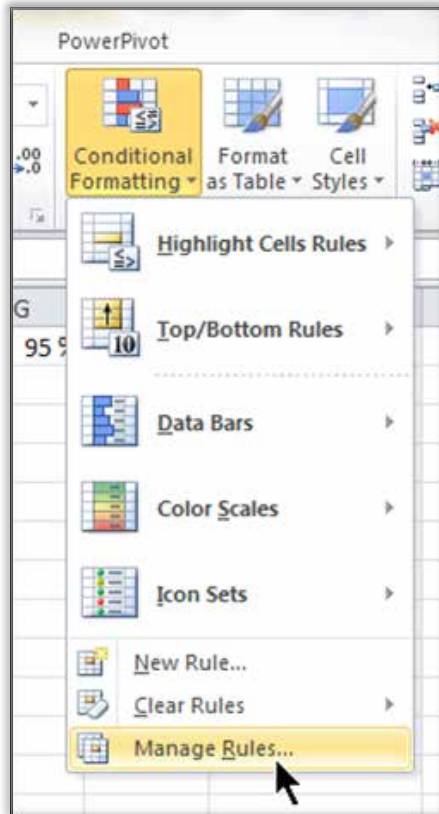 PowerPivot
.00
.0
Conditional Formatting
Format as Table
Cell Styles
≤≥
Highlight Cells Rules
G
10
Top/Bottom Rules
95 %
Data Bars
Color Scales
Icon Sets
New Rule...
Clear Rules
Manage Rules...